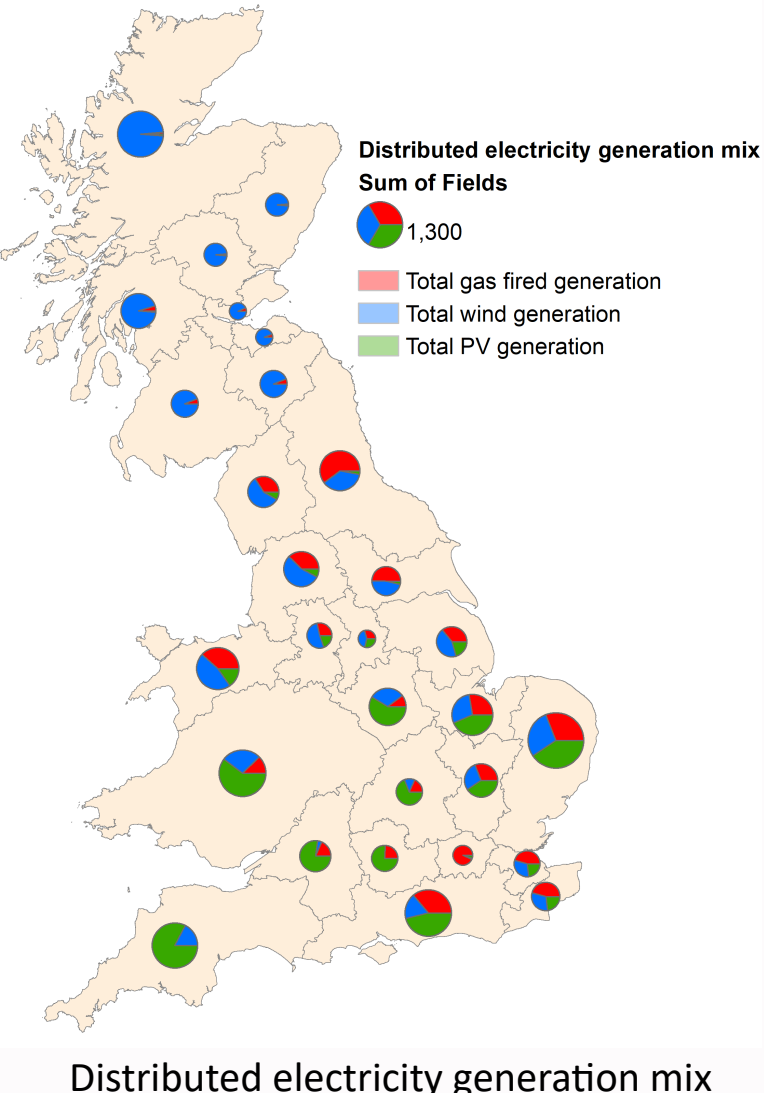 Distributed electricity generation mix
Sum of Fields
1,300
Total gas fired generation
Total wind generation
Total PV generation
Distributed electricity generation mix